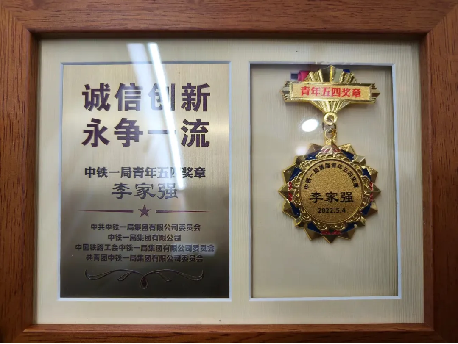 诚信创新
永争一流
中铁一局青年五四奖章
李家强
中共中铁一局集团有限公司委员会
中铁一局集团有限公司
中国铁路工会中铁一局集团有限公司委员会
共青团中铁一局集团有限公司委员会
青年五四奖章
李家强
2022.5.4